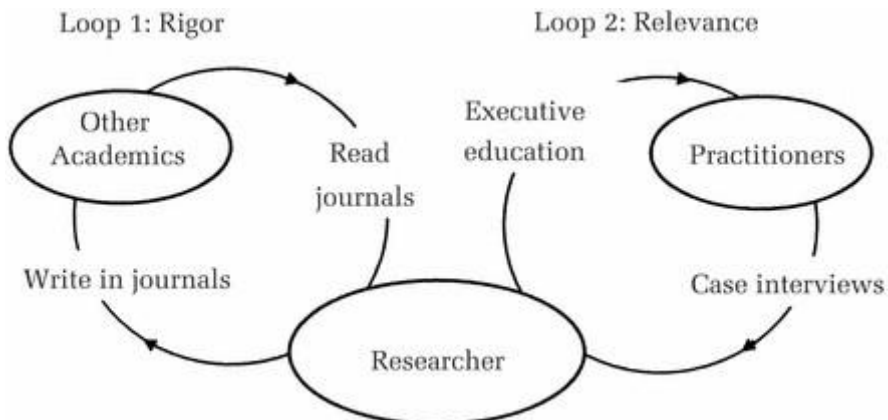 Loop 1: Rigor
Loop 2: Relevance
Other
Academics
Read
journals
Executive
education
Practitioners
Write in journals
Case interviews
Researcher